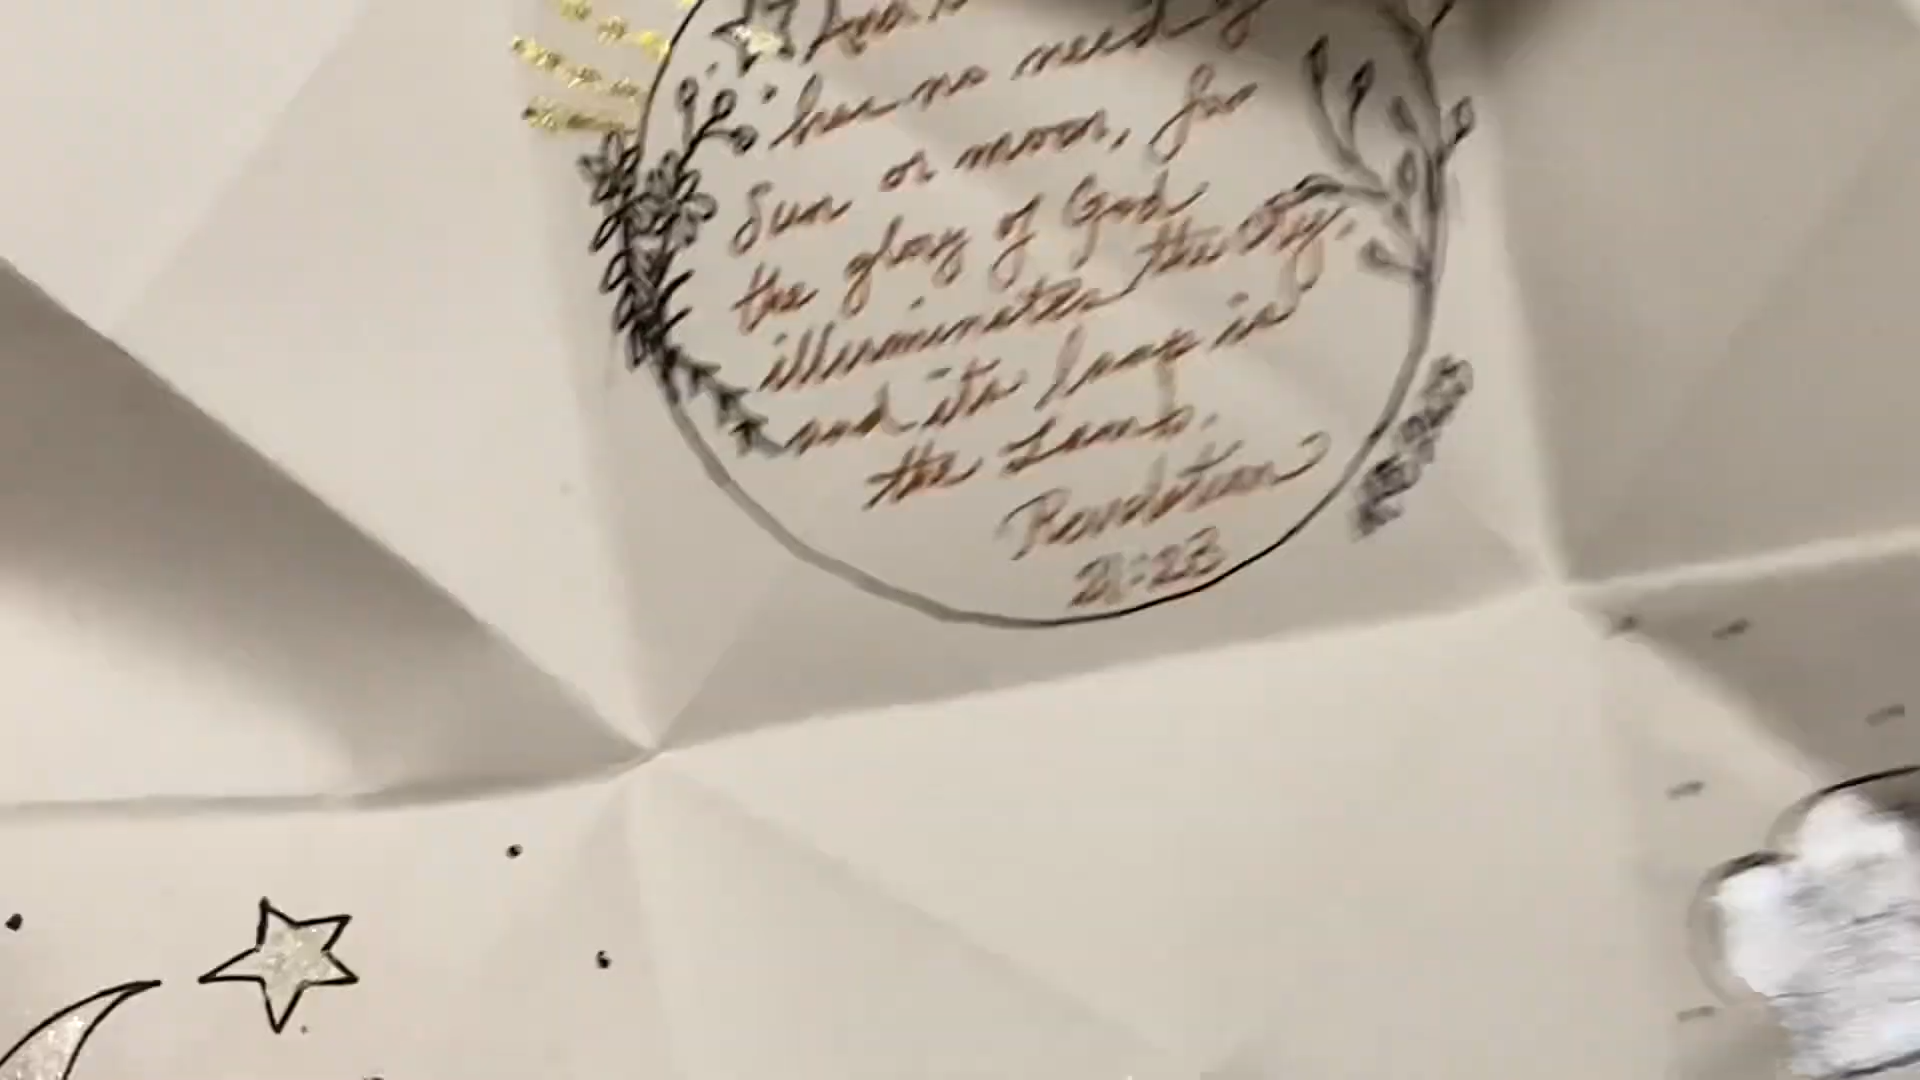 has no need of
Sun or moon, for
the glory of God
illuminates the city,
and its lamp is
the Lamb.
Revelation
21:23